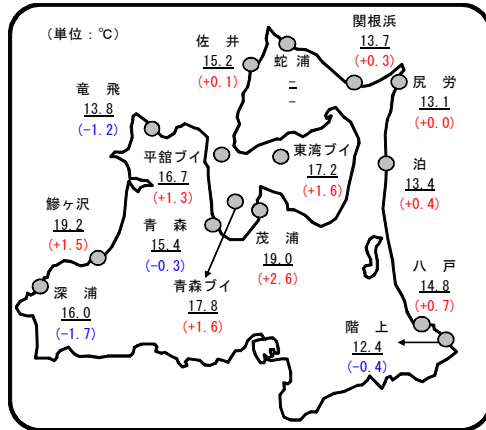 (単位：℃)
佐井
15.2
(+0.1)
蛇浦
－
－
関根浜
13.7
(+0.3)
尻労
13.1
(+0.0)
竜飛
13.8
(-1.2)
平舘ブイ
16.7
(+1.3)
東湾ブイ
17.2
(+1.6)
泊
13.4
(+0.4)
鰺ヶ沢
19.2
(+1.5)
青森
15.4
(-0.3)
茂浦
19.0
(+2.6)
青森ブイ
17.8
(+1.6)
深浦
16.0
(-1.7)
八戸
14.8
(+0.7)
階上
12.4
(-0.4)